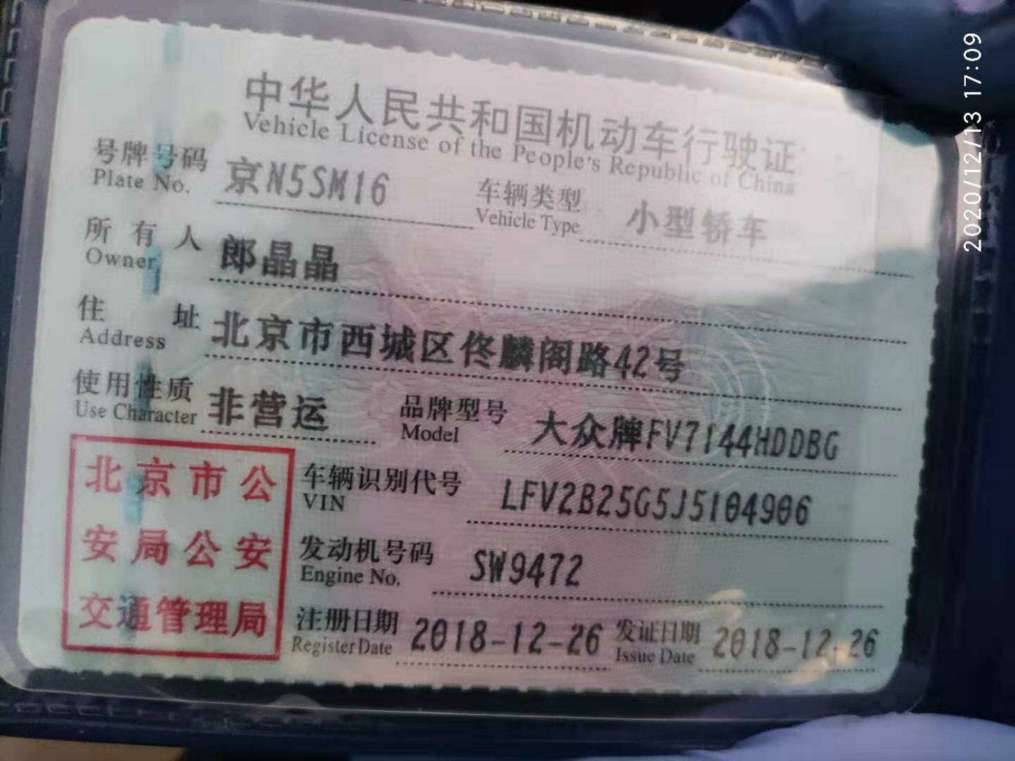 中华人民共和国机动车行驶证
Vehicle License of the People's Republic of China
号牌号码 京N5SM16 车辆类型 小型轿车
Plate No. Vehicle Type
所有人 郎晶晶
Owner
住址 北京市西城区佟麟阁路42号
Address
使用性质 非营运 品牌型号 大众牌FV7144HDDBG
Use Character Model
北京市公
安局公安
交通管理局
车辆识别代号 LFV2B25G5J5104906
VIN
发动机号码 SW9472
Engine No.
注册日期 2018-12-26 发证日期 2018-12-26
Register Date Issue Date
2020/12/13 17:09